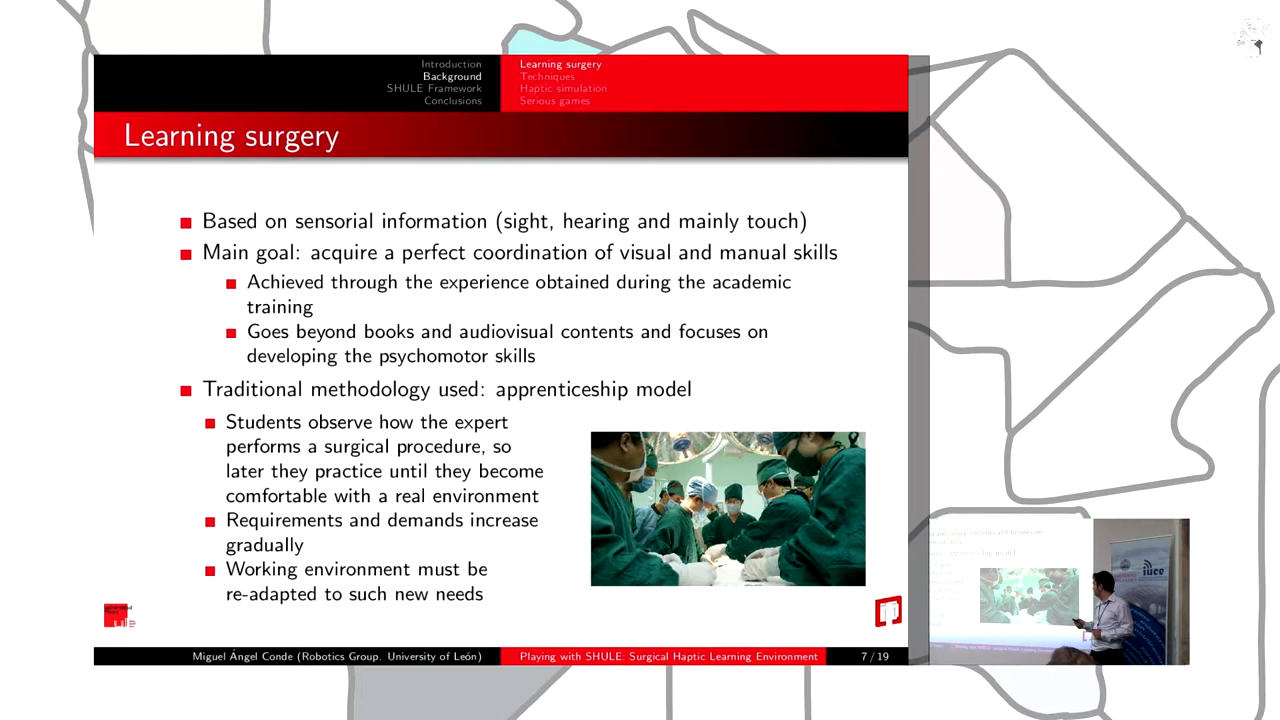 Introduction
Background
SHULE Framework
Conclusions
Learning surgery
Techniques
Haptic simulation
Serious games
Learning surgery
Based on sensorial information (sight, hearing and mainly touch)
Main goal: acquire a perfect coordination of visual and manual skills
Achieved through the experience obtained during the academic
training
Goes beyond books and audiovisual contents and focuses on
developing the psychomotor skills
Traditional methodology used: apprenticeship model
Students observe how the expert
performs a surgical procedure, so
later they practice until they become
comfortable with a real environment
Requirements and demands increase
gradually
Working environment must be
re-adapted to such new needs
Miguel Ángel Conde (Robotics Group. University of León)
Playing with SHULE: Surgical Haptic Learning Environment
7 / 19
iuce